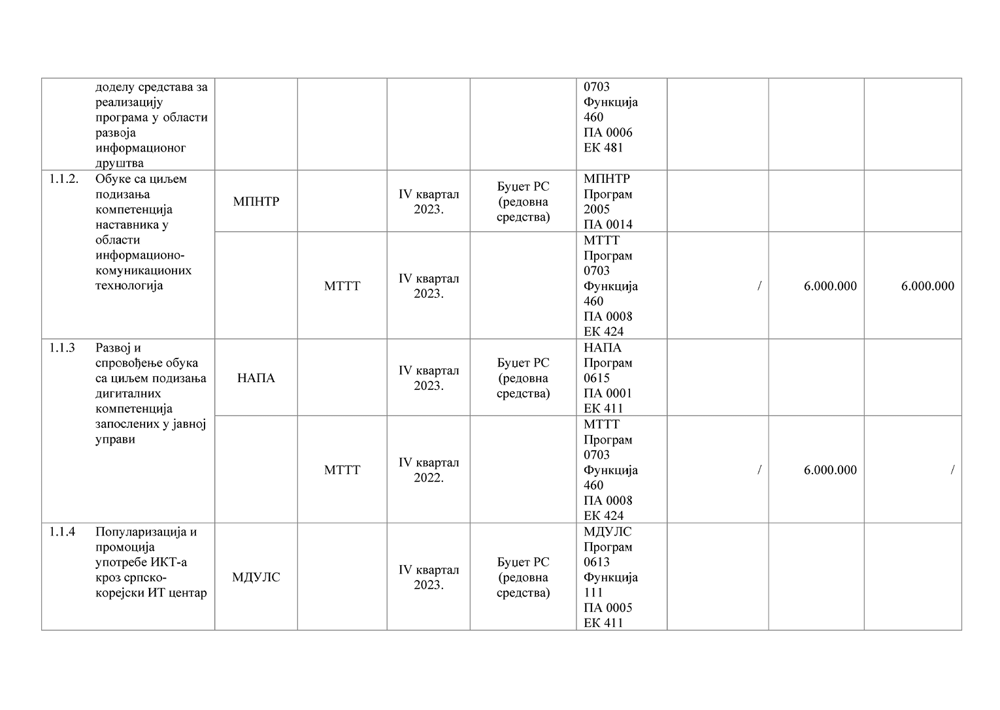 доделу средстава за
реализацију
програма у области
развоја
информационог
друштва
0703
Функција
460
ПА 0006
ЕК 481
1.1.2.
Обуке са циљем
подизања
компетенција
наставника у
области
информационо-
комуникационих
технологија
МПНТР
IV квартал
2023.
Буџет РС
(редовна
средства)
МПНТР
Програм
2005
ПА 0014
МТТТ
IV квартал
2023.
МТТТ
Програм
0703
Функција
460
ПА 0008
ЕК 424
/
6.000.000
6.000.000
1.1.3
Развој и
спровођење обука
са циљем подизања
дигиталних
компетенција
запослених у јавној
управи
НАПА
IV квартал
2023.
Буџет РС
(редовна
средства)
НАПА
Програм
0615
ПА 0001
ЕК 411
МТТТ
IV квартал
2022.
МТТТ
Програм
0703
Функција
460
ПА 0008
ЕК 424
/
6.000.000
/
1.1.4
Популаризација и
промоција
употребе ИКТ-а
кроз српско-
корејски ИТ центар
МДУЛС
IV квартал
2023.
Буџет РС
(редовна
средства)
МДУЛС
Програм
0613
Функција
111
ПА 0005
ЕК 411